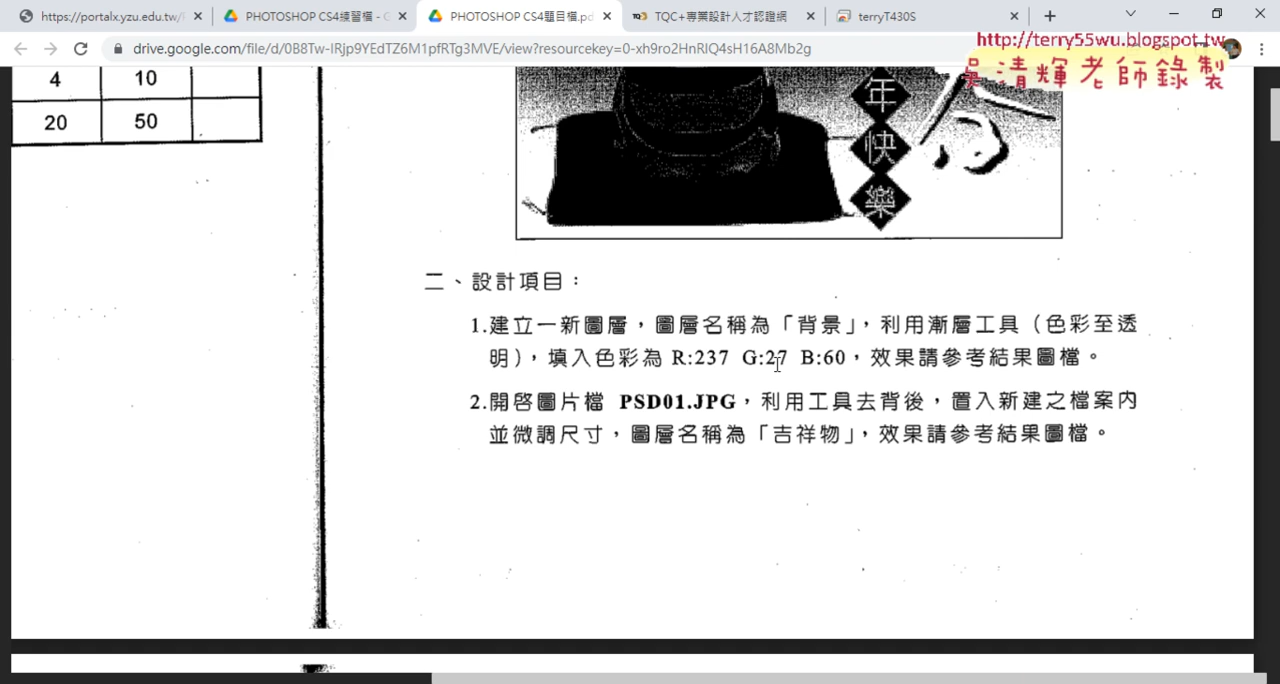 https://portalx.yzu.edu.tw/
PHOTOSHOP CS4練習檔 - G
PHOTOSHOP CS4題目檔.pd
TQC+專業設計人才認證網
terryT430S
drive.google.com/file/d/0B8Tw-IRjp9YEdTZ6M1pfRTg3MVE/view?resourcekey=0-xh9ro2HnRlQ4sH16A8Mb2g
http://terry55wu.blogspot.tw
吳清輝老師錄製
4 10
20 50
年
快
樂
二、設計項目：
1.建立一新圖層，圖層名稱為「背景」，利用漸層工具（色彩至透
明），填入色彩為 R:237 G:27 B:60，效果請參考結果圖檔。
2.開啓圖片檔 PSD01.JPG，利用工具去背後，置入新建之檔案內
並微調尺寸，圖層名稱為「吉祥物」，效果請參考結果圖檔。